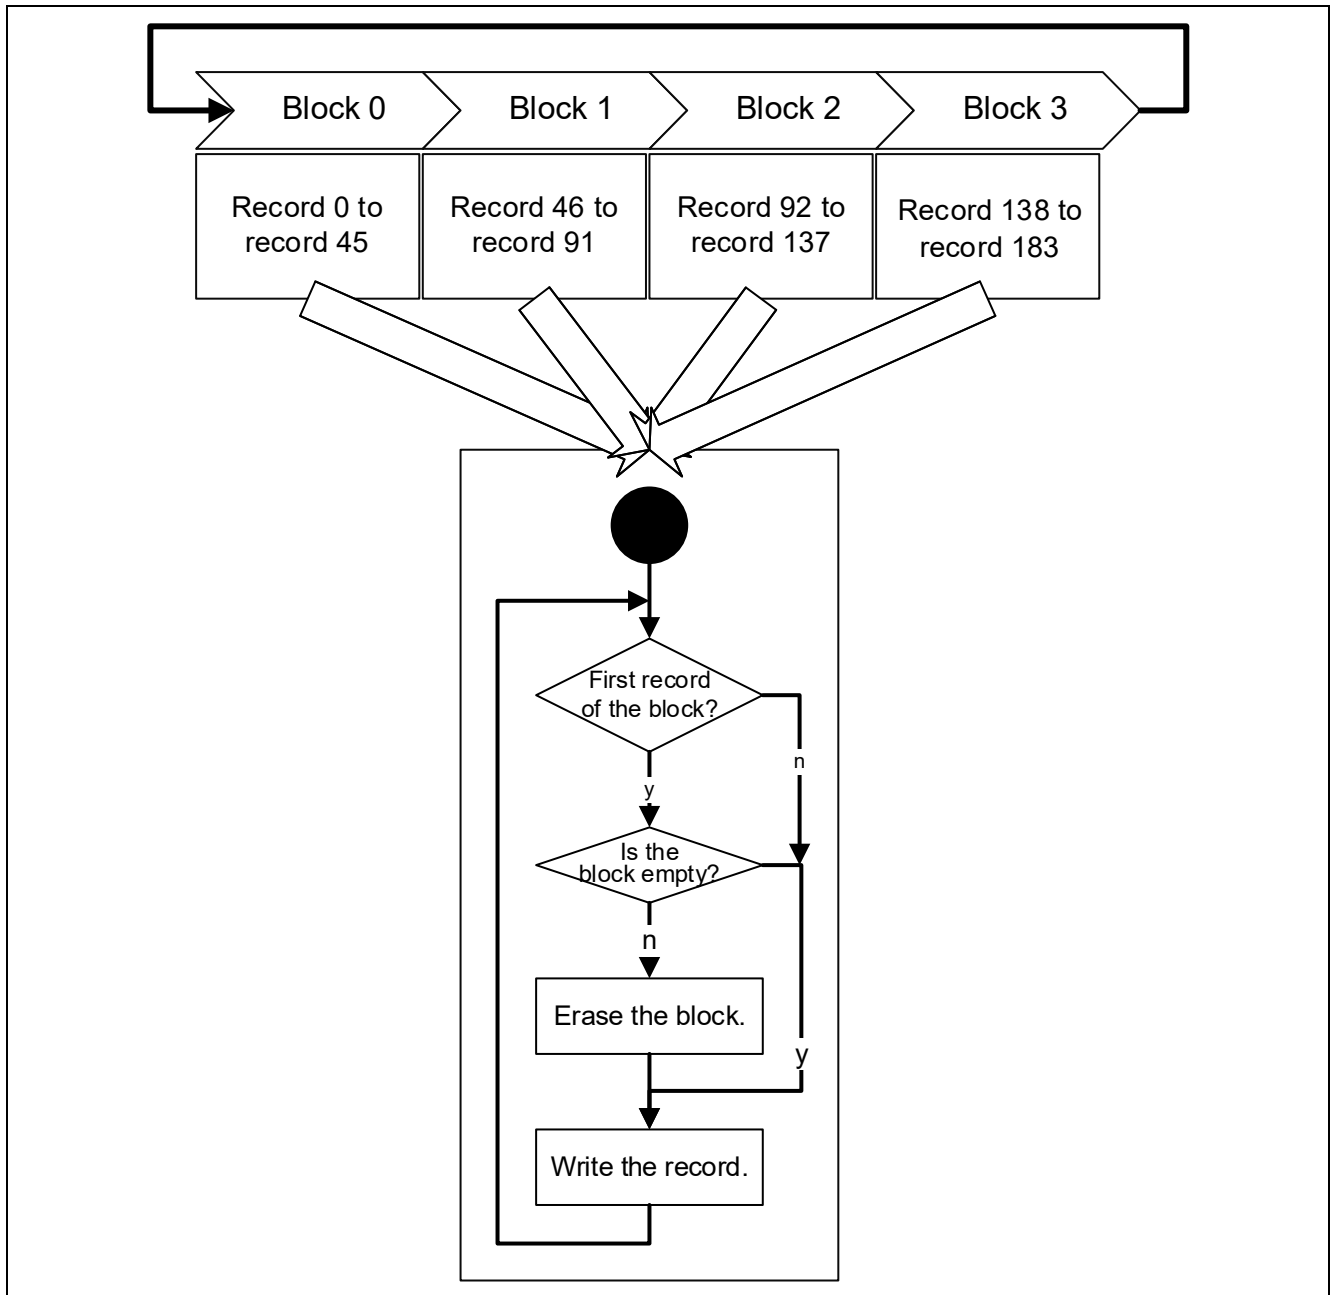 Block 0
Block 1
Block 2
Block 3
Record 0 to
record 45
Record 46 to
record 91
Record 92 to
record 137
Record 138 to
record 183
First record
of the block?
n
y
Is the
block empty?
n
Erase the block.
y
Write the record.